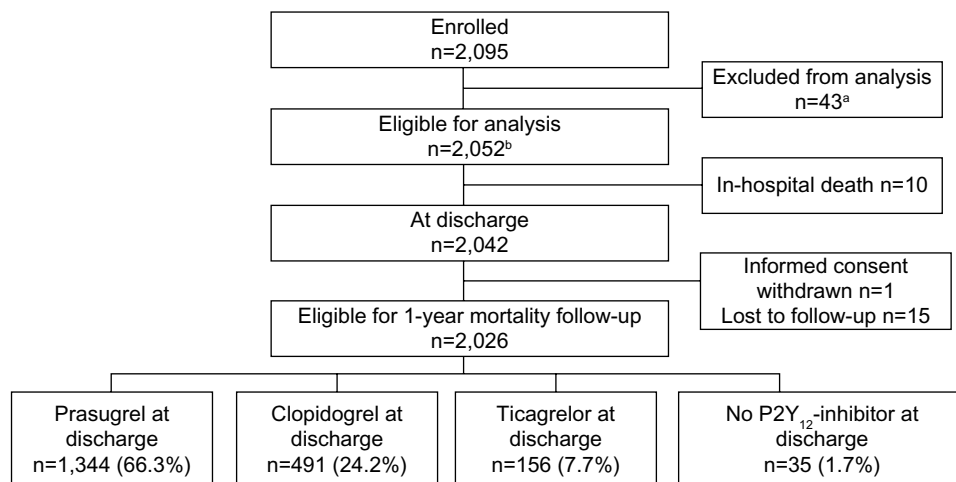 Enrolled
n=2,095
Excluded from analysis
n=43ᵃ
Eligible for analysis
n=2,052ᵇ
In-hospital death n=10
At discharge
n=2,042
Informed consent
withdrawn n=1
Lost to follow-up n=15
Eligible for 1-year mortality follow-up
n=2,026
Prasugrel at
discharge
n=1,344 (66.3%)
Clopidogrel at
discharge
n=491 (24.2%)
Ticagrelor at
discharge
n=156 (7.7%)
No P2Y₁₂-inhibitor at
discharge
n=35 (1.7%)